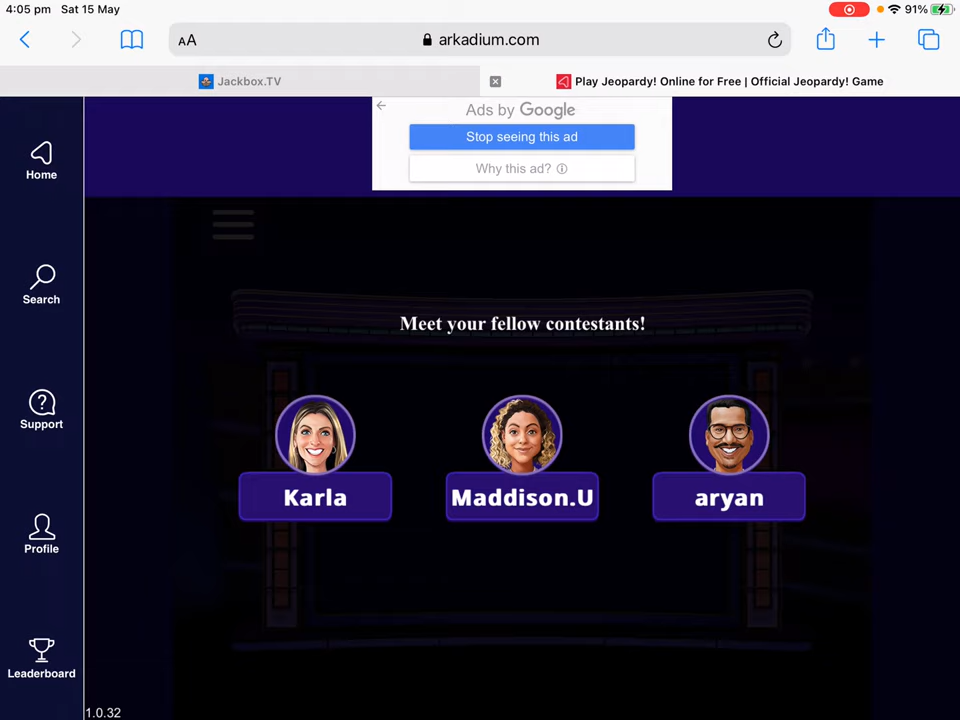 4:05 pm Sat 15 May 91%
AA arkadium.com
Jackbox.TV Play Jeopardy! Online for Free | Official Jeopardy! Game
Ads by Google
Stop seeing this ad
Why this ad?
Home
Search
Support
Profile
Leaderboard
Meet your fellow contestants!
Karla Maddison.U aryan
1.0.32